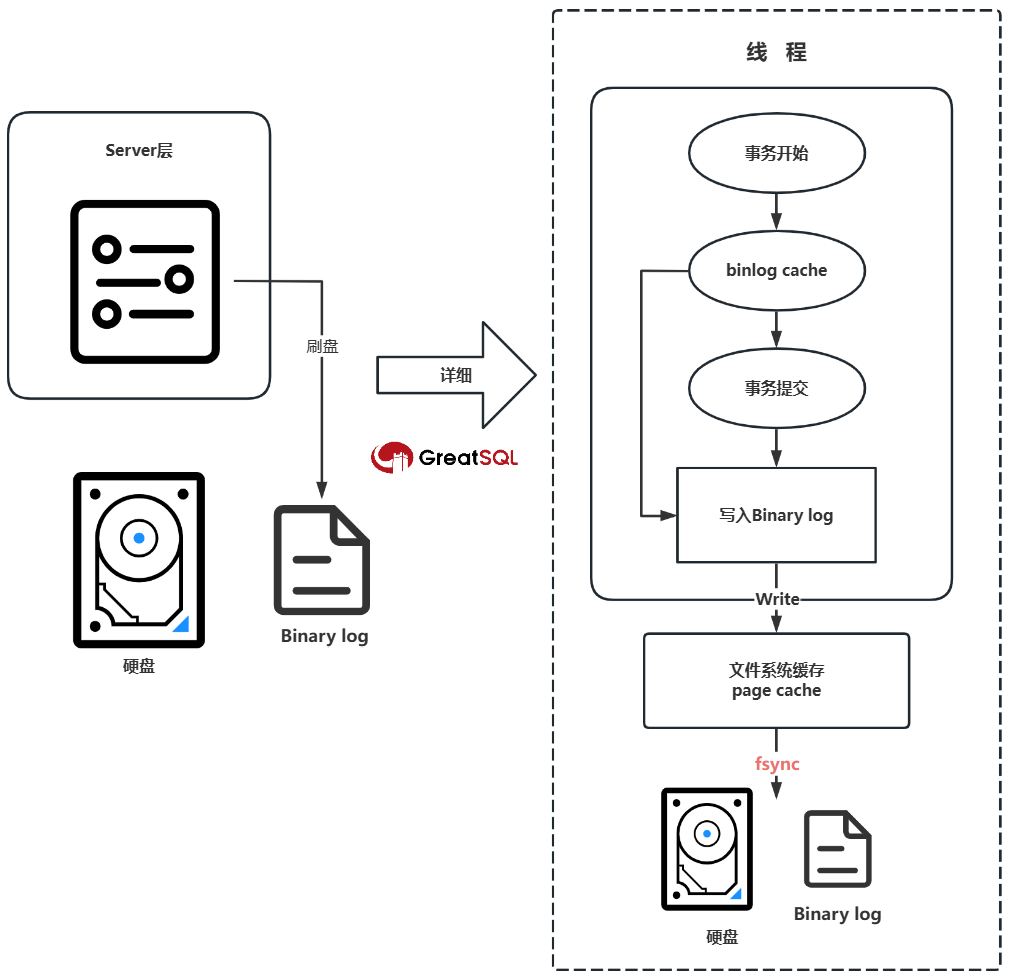 Server层
刷盘
硬盘
Binary log
详细
GreatSQL
线 程
事务开始
binlog cache
事务提交
写入Binary log
Write
文件系统缓存
page cache
fsync
硬盘
Binary log